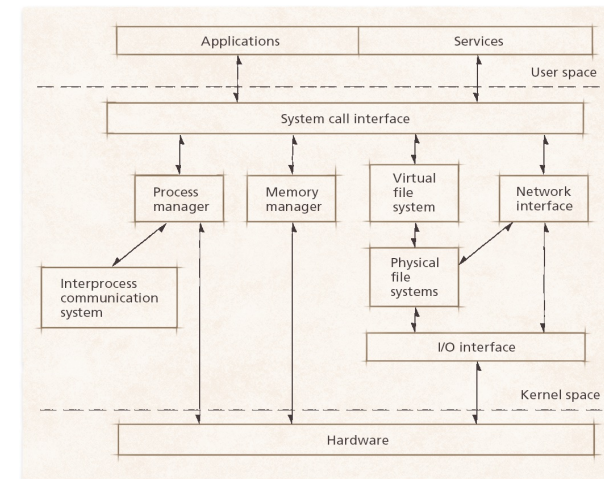 Applications
Services
User space
System call interface
Process
manager
Memory
manager
Virtual
file
system
Network
interface
Interprocess
communication
system
Physical
file
systems
I/O interface
Kernel space
Hardware